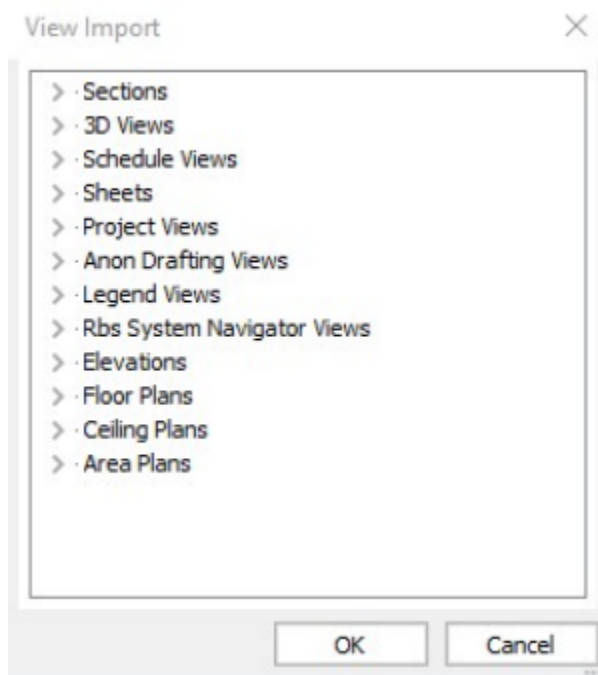 View Import
Sections
3D Views
Schedule Views
Sheets
Project Views
Anon Drafting Views
Legend Views
Rbs System Navigator Views
Elevations
Floor Plans
Ceiling Plans
Area Plans
OK Cancel